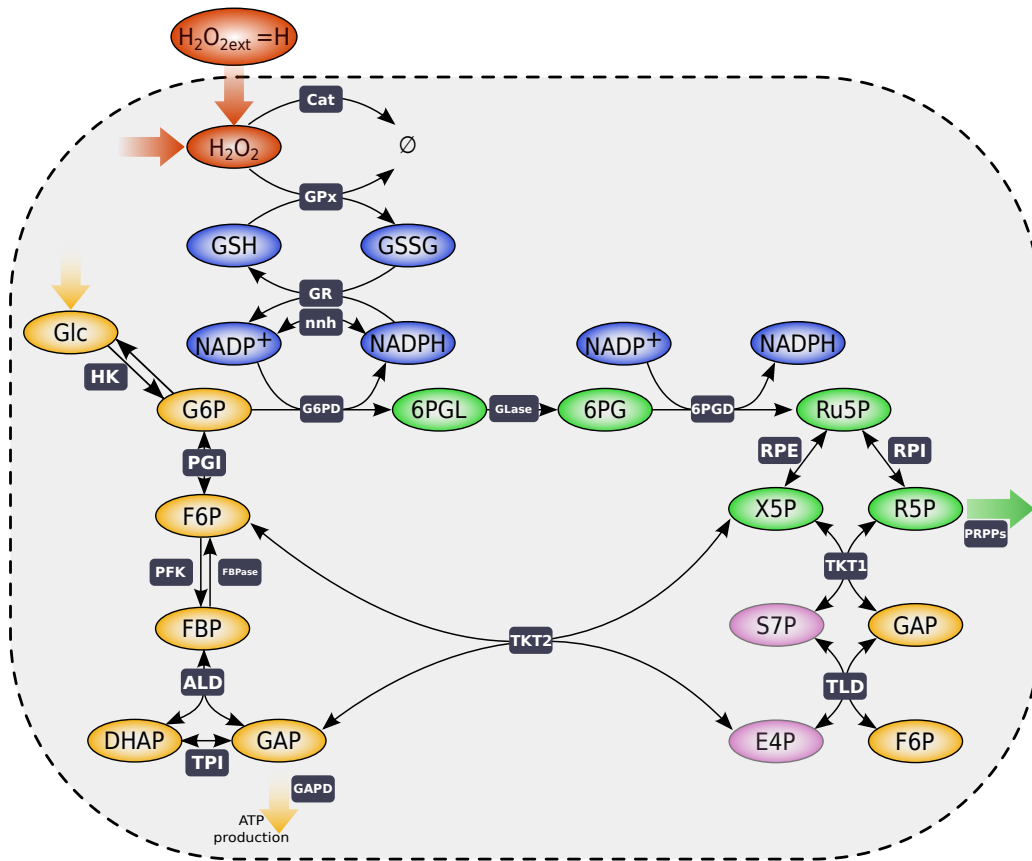 H₂O₂ext =H
Cat
H₂O₂
∅
GPx
GSH
GSSG
GR
nnh
Glc
NADP+
NADPH
NADP+
NADPH
HK
G6P
G6PD
6PGL
GLase
6PG
6PGD
Ru5P
PGI
RPE
RPI
F6P
X5P
R5P
PRPPs
PFK
FBPase
TKT1
FBP
S7P
GAP
TKT2
ALD
TLD
DHAP
GAP
E4P
F6P
TPI
GAPD
ATP
production